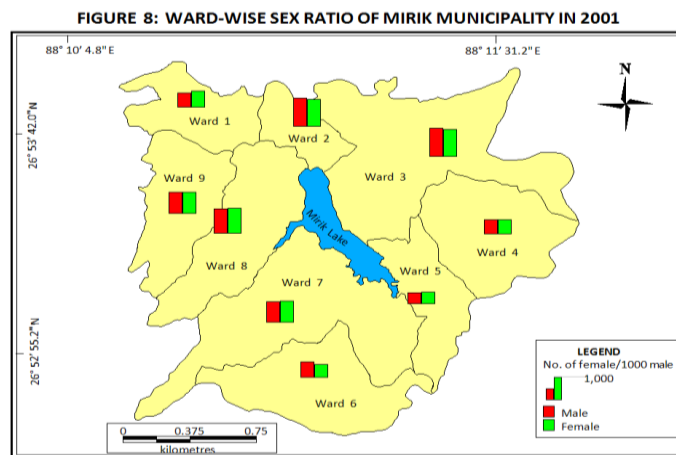 FIGURE 8: WARD-WISE SEX RATIO OF MIRIK MUNICIPALITY IN 2001
88° 10' 4.8" E
88° 11' 31.2" E
N
26° 53' 42.0" N
Ward 1
Ward 2
Ward 3
Ward 9
Mirik Lake
Ward 4
Ward 8
Ward 7
Ward 5
26° 52' 55.2" N
Ward 6
LEGEND
No. of female/1000 male
1,000
Male
Female
0 0.375 0.75
kilometres